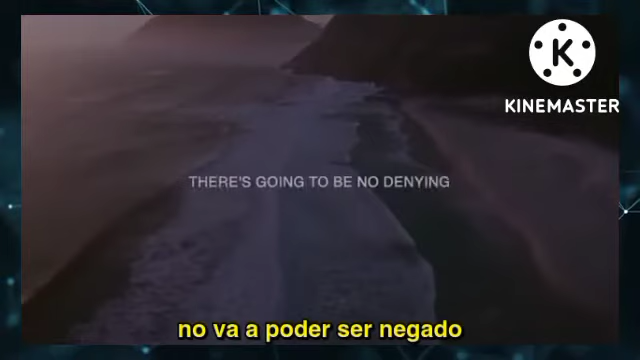 KINEMASTER
THERE'S GOING TO BE NO DENYING
no va a poder ser negado